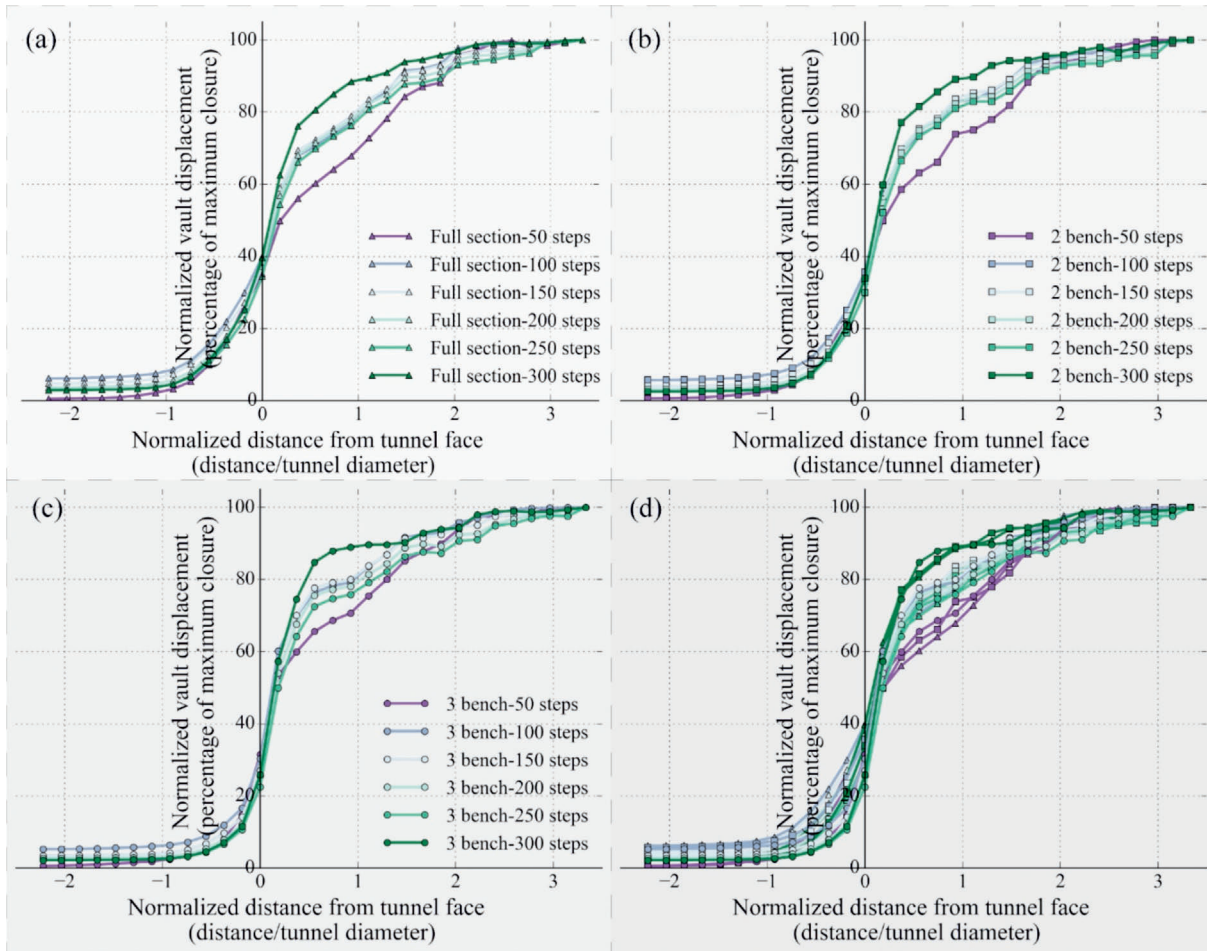 (a)
Normalized vault displacement
(percentage of maximum closure)
100
80
60
40
20
0
Full section-50 steps
Full section-100 steps
Full section-150 steps
Full section-200 steps
Full section-250 steps
Full section-300 steps
−2
−1
0
1
2
3
Normalized distance from tunnel face
(distance/tunnel diameter)
(b)
Normalized vault displacement
(percentage of maximum closure)
100
80
60
40
20
0
2 bench-50 steps
2 bench-100 steps
2 bench-150 steps
2 bench-200 steps
2 bench-250 steps
2 bench-300 steps
−2
−1
0
1
2
3
Normalized distance from tunnel face
(distance/tunnel diameter)
(c)
Normalized vault displacement
(percentage of maximum closure)
100
80
60
40
20
0
3 bench-50 steps
3 bench-100 steps
3 bench-150 steps
3 bench-200 steps
3 bench-250 steps
3 bench-300 steps
−2
−1
0
1
2
3
Normalized distance from tunnel face
(distance/tunnel diameter)
(d)
Normalized vault displacement
(percentage of maximum closure)
100
80
60
40
20
0
−2
−1
0
1
2
3
Normalized distance from tunnel face
(distance/tunnel diameter)